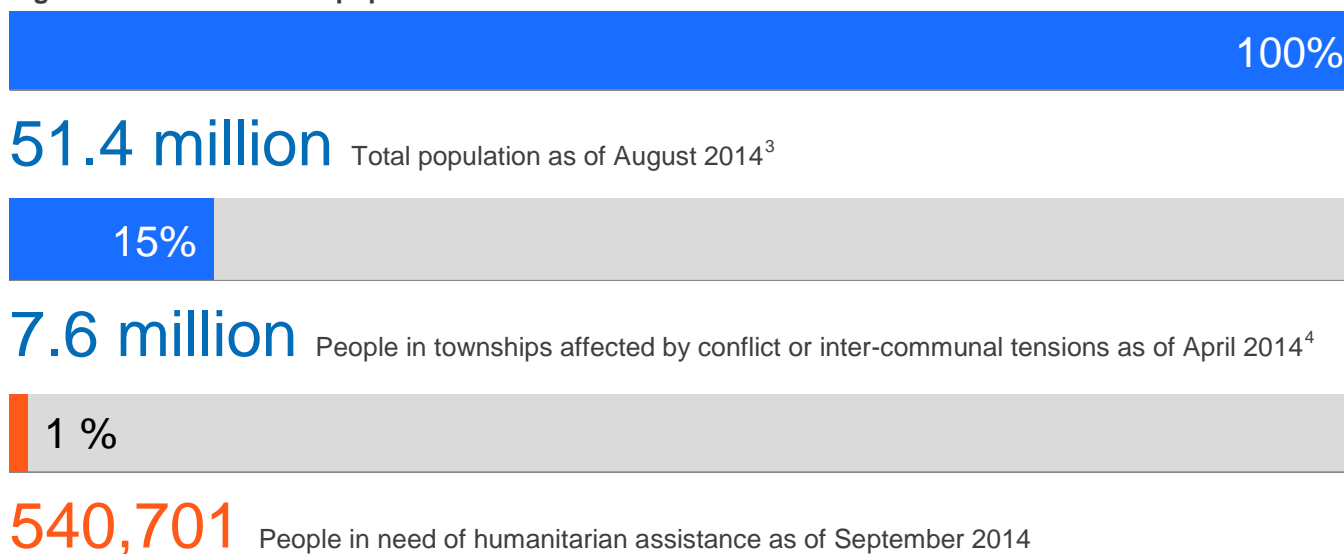 100%
51.4 million Total population as of August 2014³
15%
7.6 million People in townships affected by conflict or inter-communal tensions as of April 2014⁴
1 %
540,701 People in need of humanitarian assistance as of September 2014